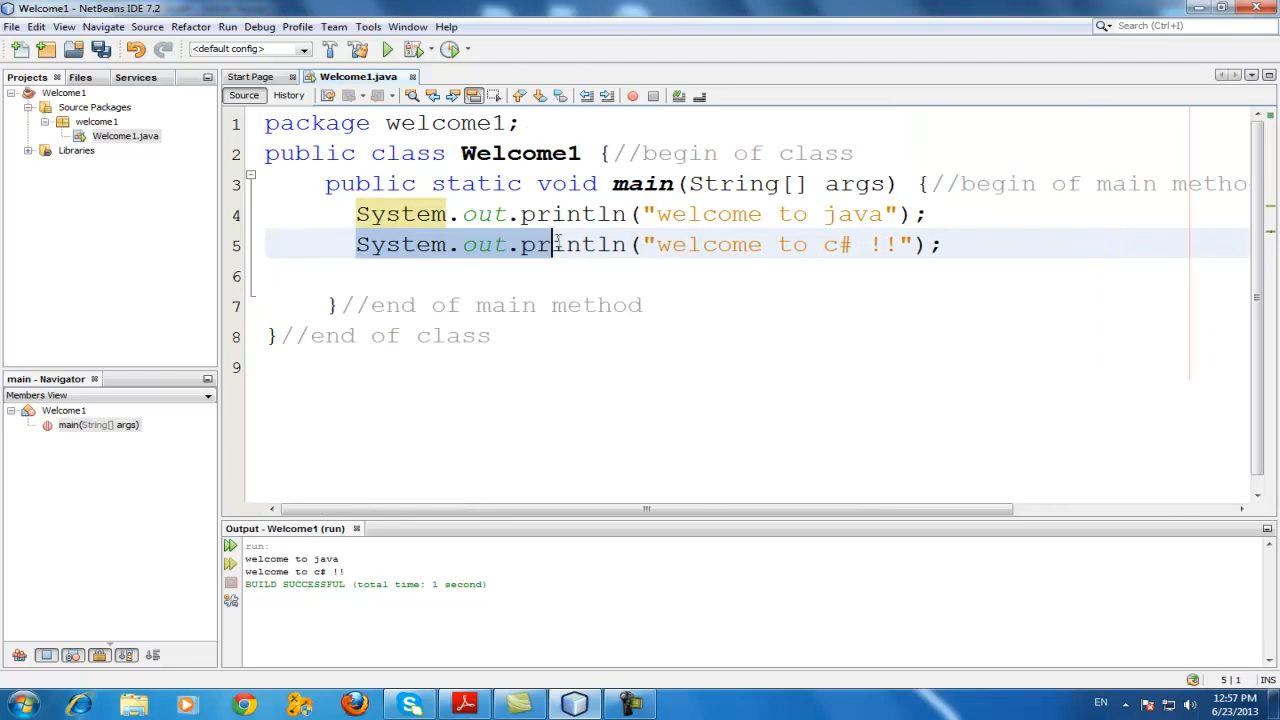 Welcome1 - NetBeans IDE 7.2
File Edit View Navigate Source Refactor Run Debug Profile Team Tools Window Help
Search (Ctrl+I)
<default config>
Projects Files Services
Start Page Welcome1.java
Source History
Welcome1
Source Packages
welcome1
Welcome1.java
Libraries
1 package welcome1;
2 public class Welcome1 {//begin of class
3 public static void main(String[] args) {//begin of main metho
4 System.out.println("welcome to java");
5 System.out.println("welcome to c# !!");
6
7 }//end of main method
8 }//end of class
9
main - Navigator
Members View
Welcome1
main(String[] args)
Output - Welcome1 (run)
run:
welcome to java
welcome to c# !!
BUILD SUCCESSFUL (total time: 1 second)
5 | 1 INS
EN
12:57 PM
6/23/2013